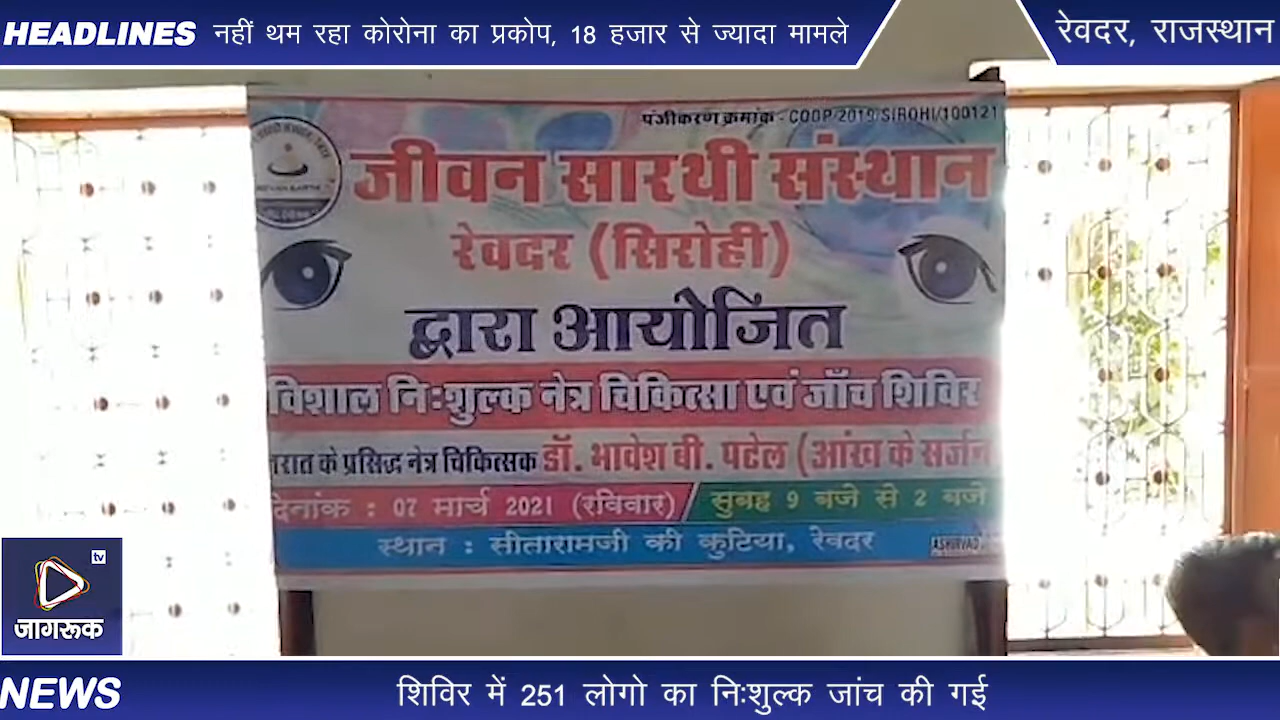 HEADLINES नहीं थम रहा कोरोना का प्रकोप, 18 हजार से ज्यादा मामले
रेवदर, राजस्थान
पंजीकरण क्रमांक - COOP/2019/SIROHI/100121
जीवन सारथी संस्थान
रेवदर (सिरोही)
द्वारा आयोजित
विशाल निःशुल्क नेत्र चिकित्सा एवं जाँच शिविर
के प्रसिद्ध नेत्र चिकित्सक डॉ. भावेश बी. पटेल (आंख के सर्जन
: 07 मार्च 2021 (रविवार) / सुबह 9 बजे से 2 बजे
स्थान : सीतारामजी की कुटिया, रेवदर
ASHIRVAD
tv
जागरूक
NEWS शिविर में 251 लोगो का निःशुल्क जांच की गई